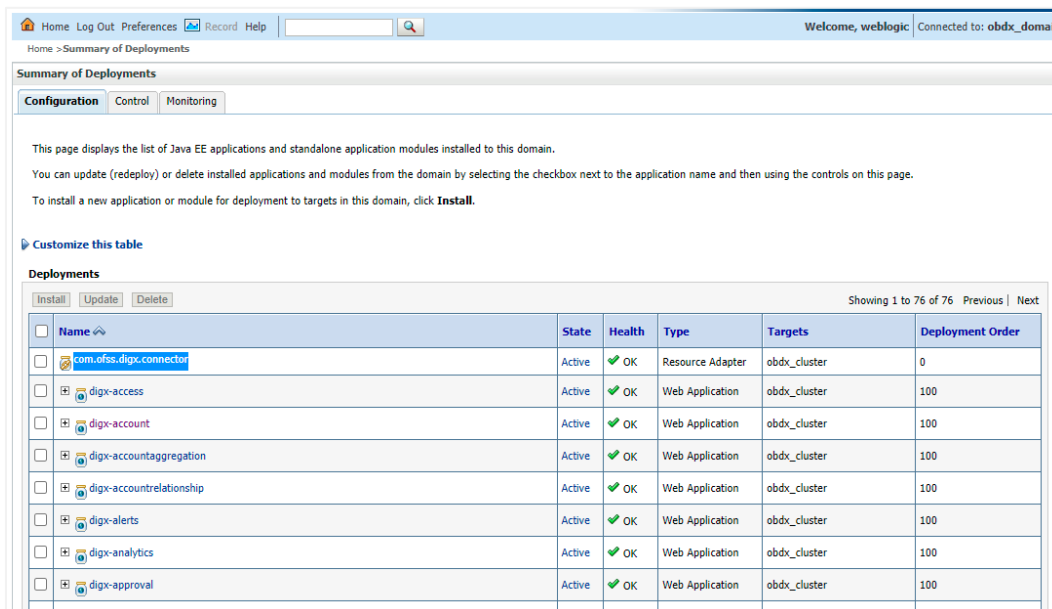 Home Log Out Preferences Record Help
Welcome, weblogic Connected to: obdx_domai
Home >Summary of Deployments
Summary of Deployments
Configuration Control Monitoring
This page displays the list of Java EE applications and standalone application modules installed to this domain.
You can update (redeploy) or delete installed applications and modules from the domain by selecting the checkbox next to the application name and then using the controls on this page.
To install a new application or module for deployment to targets in this domain, click Install.
Customize this table
Deployments
Install Update Delete Showing 1 to 76 of 76 Previous | Next
Name State Health Type Targets Deployment Order
com.ofss.digx.connector Active OK Resource Adapter obdx_cluster 0
digx-access Active OK Web Application obdx_cluster 100
digx-account Active OK Web Application obdx_cluster 100
digx-accountaggregation Active OK Web Application obdx_cluster 100
digx-accountrelationship Active OK Web Application obdx_cluster 100
digx-alerts Active OK Web Application obdx_cluster 100
digx-analytics Active OK Web Application obdx_cluster 100
digx-approval Active OK Web Application obdx_cluster 100